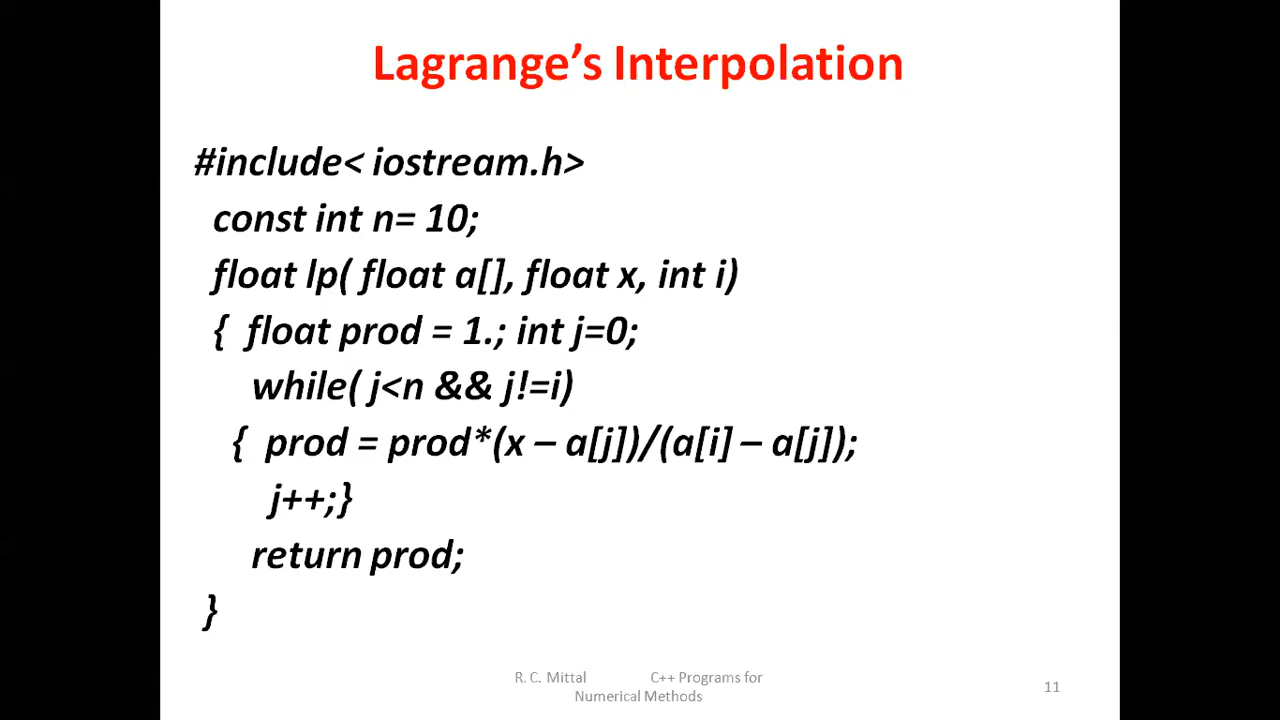 Lagrange’s Interpolation
#include< iostream.h>
const int n= 10;
float lp( float a[], float x, int i)
{ float prod = 1.; int j=0;
while( j<n && j!=i)
{ prod = prod*(x – a[j])/(a[i] – a[j]);
j++;}
return prod;
}
R. C. Mittal C++ Programs for
Numerical Methods
11